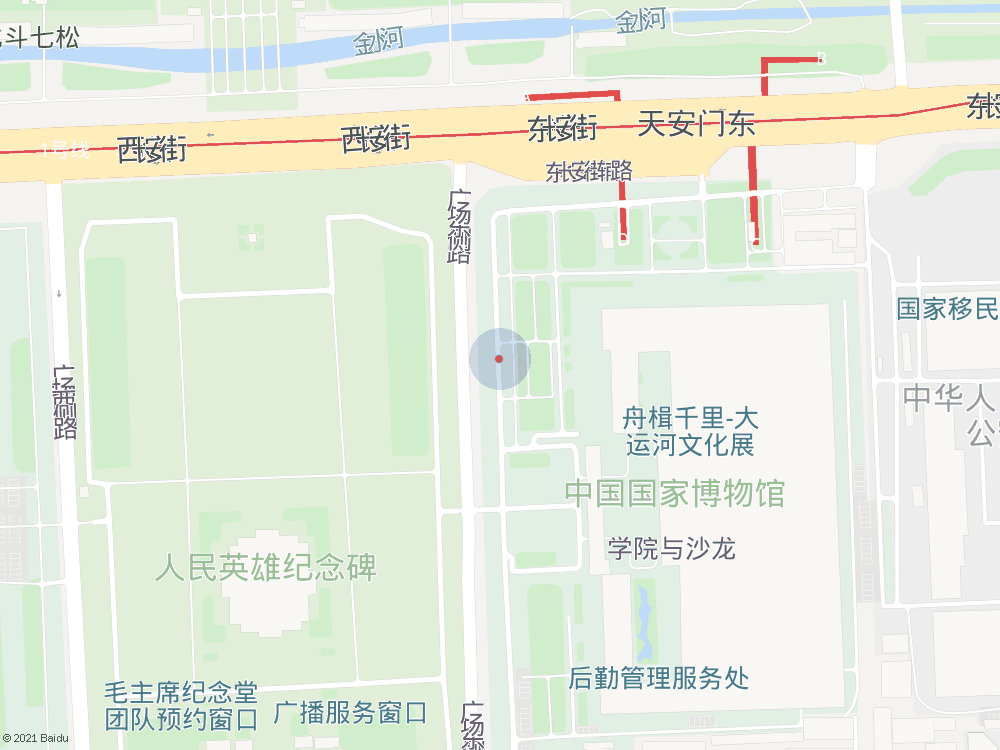 斗七松
金水河
金水河
B
A
1号线
西长安街
西长安街
东长安街
天安门东
东长安街辅路
广场东侧路
D
C
国家移民
中华人
公安
广场西侧路
舟楫千里-大
运河文化展
中国国家博物馆
学院与沙龙
人民英雄纪念碑
后勤管理服务处
毛主席纪念堂
团队预约窗口
广播服务窗口
© 2021 Baidu